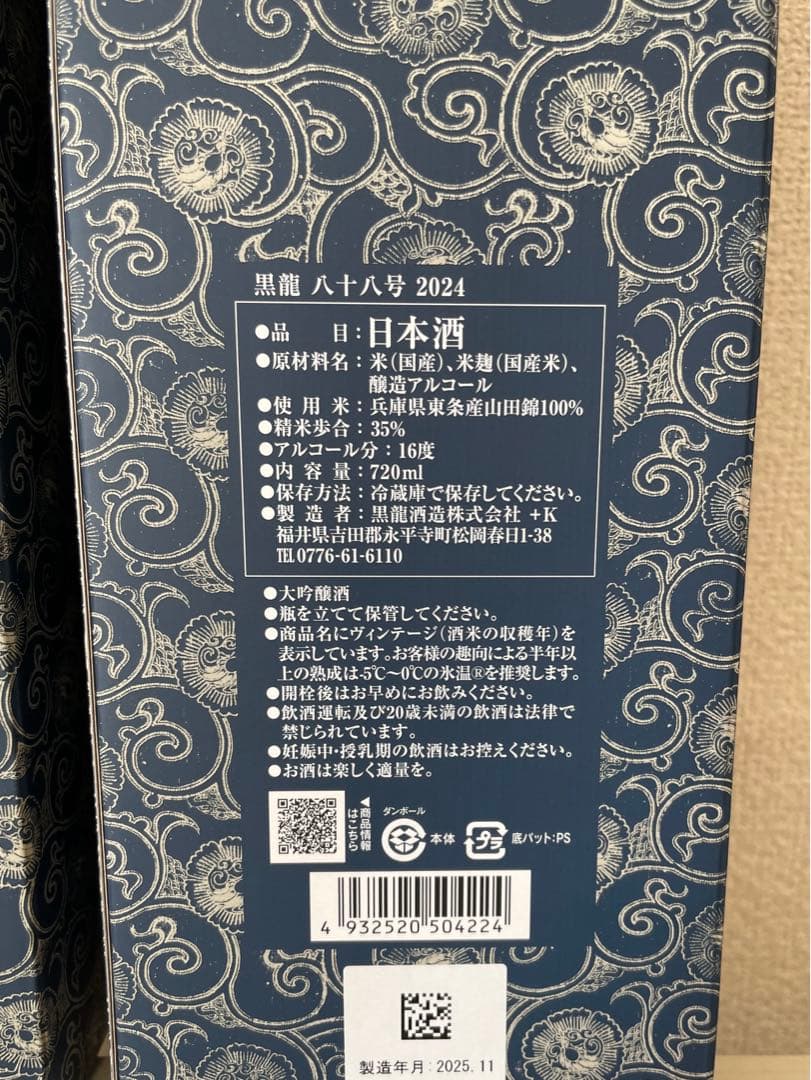 黒龍 八十八号 2024
●品 目：日本酒
●原材料名：米（国産）、米麹（国産米）、
醸造アルコール
●使用米：兵庫県東条産山田錦100%
●精米歩合：35%
●アルコール分：16度
●内容量：720ml
●保存方法：冷蔵庫で保存してください。
●製造者：黒龍酒造株式会社 +K
福井県吉田郡永平寺町松岡春日1-38
TEL 0776-61-6110
●大吟醸酒
●瓶を立てて保管してください。
●商品名にヴィンテージ（酒米の収穫年）を
表示しています。お客様の趣向による半年以
上の熟成は-5℃〜0℃の氷温®を推奨します。
●開栓後はお早めにお飲みください。
●飲酒運転及び20歳未満の飲酒は法律で
禁じられています。
●妊娠中・授乳期の飲酒はお控えください。
●お酒は楽しく適量を。
◀商品情報
はこちら
ダンボール
本体
プラ
底パット：PS
4 932520 504224
製造年月：2025.11